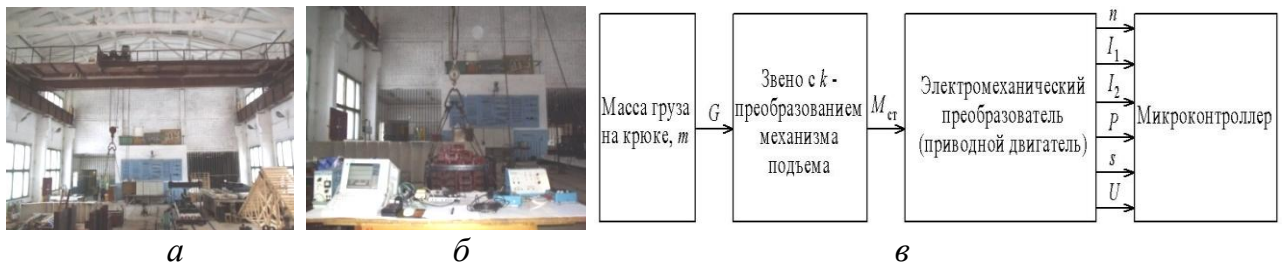 Масса груза
на крюке, m
G
Звено с k -
преобразованием
механизма
подъема
Mст
Электромеханический
преобразователь
(приводной двигатель)
n
I1
I2
P
s
U
Микроконтроллер
а
б
в